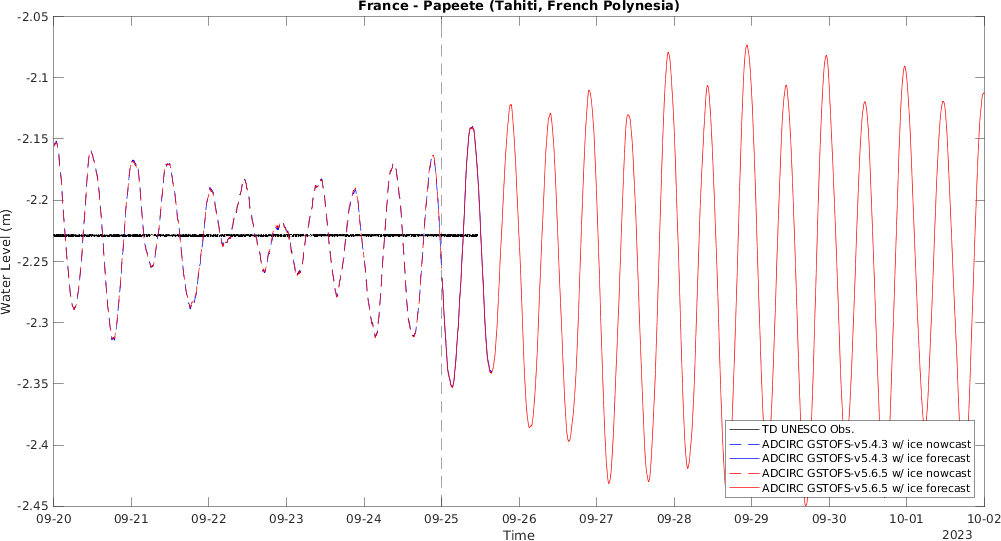 France - Papeete (Tahiti, French Polynesia)
-2.05
-2.1
-2.15
-2.2
-2.25
-2.3
-2.35
-2.4
-2.45
Water Level (m)
TD UNESCO Obs.
ADCIRC GSTOFS-v5.4.3 w/ ice nowcast
ADCIRC GSTOFS-v5.4.3 w/ ice forecast
ADCIRC GSTOFS-v5.6.5 w/ ice nowcast
ADCIRC GSTOFS-v5.6.5 w/ ice forecast
09-20 09-21 09-22 09-23 09-24 09-25 09-26 09-27 09-28 09-29 09-30 10-01 10-02
Time
2023